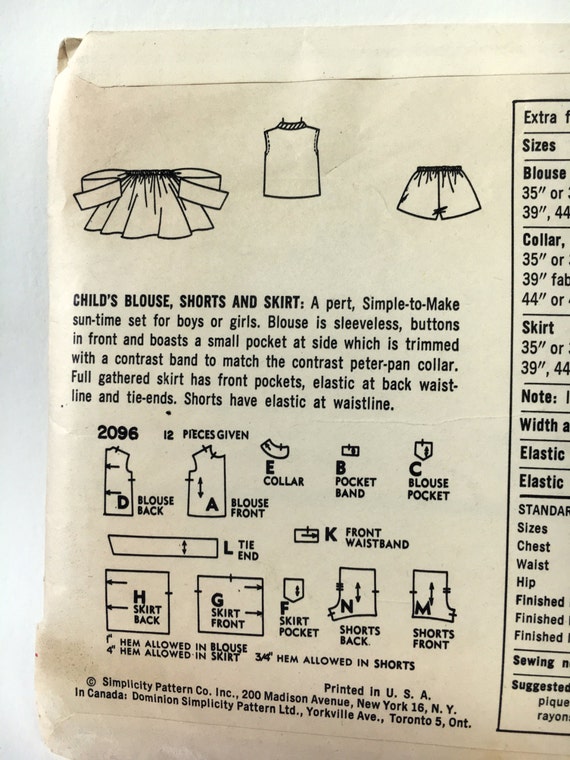 CHILD'S BLOUSE, SHORTS AND SKIRT: A pert, Simple-to-Make
sun-time set for boys or girls. Blouse is sleeveless, buttons
in front and boasts a small pocket at side which is trimmed
with a contrast band to match the contrast peter-pan collar.
Full gathered skirt has front pockets, elastic at back waist-
line and tie-ends. Shorts have elastic at waistline.
2096 12 PIECES GIVEN
D BLOUSE BACK
A BLOUSE FRONT
E COLLAR
B POCKET BAND
C BLOUSE POCKET
L TIE END
K FRONT WAISTBAND
H SKIRT BACK
G SKIRT FRONT
F SKIRT POCKET
N SHORTS BACK
M SHORTS FRONT
1" HEM ALLOWED IN BLOUSE
4" HEM ALLOWED IN SKIRT 3/4" HEM ALLOWED IN SHORTS
© Simplicity Pattern Co. Inc., 200 Madison Avenue, New York 16, N. Y. Printed in U. S. A.
In Canada: Dominion Simplicity Pattern Ltd., Yorkville Ave., Toronto 5, Ont.
Extra f
Sizes
Blouse
35" or
39", 44
Collar,
35" or
39" fab
44" or
Skirt
35" or
39", 44
Note:
Width a
Elastic
Elastic
STANDAR
Sizes
Chest
Waist
Hip
Finished
Finished
Finished
Sewing n
Suggested
pique
rayon